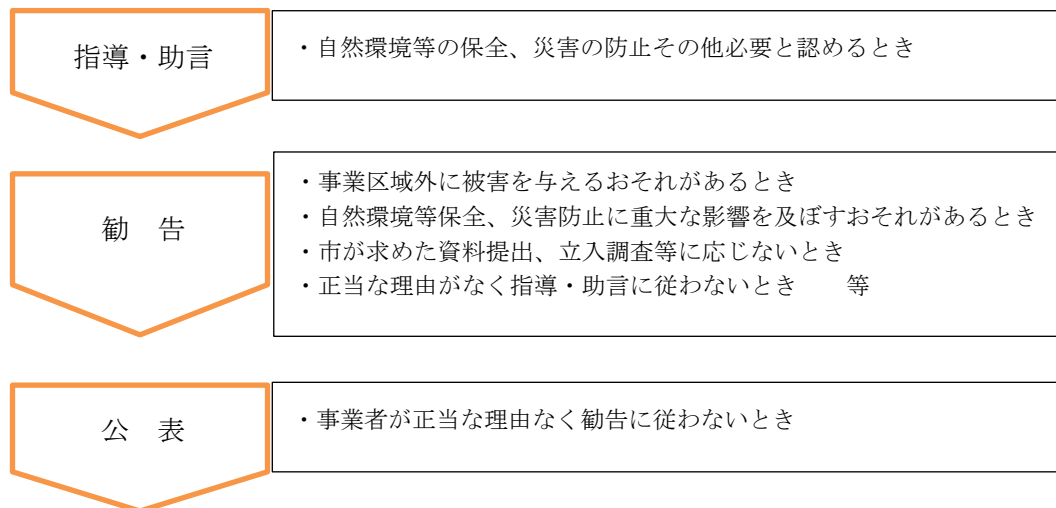 指導・助言
・自然環境等の保全、災害の防止その他必要と認めるとき
勧　告
・事業区域外に被害を与えるおそれがあるとき
・自然環境等保全、災害防止に重大な影響を及ぼすおそれがあるとき
・市が求めた資料提出、立入調査等に応じないとき
・正当な理由がなく指導・助言に従わないとき　　等
公　表
・事業者が正当な理由なく勧告に従わないとき